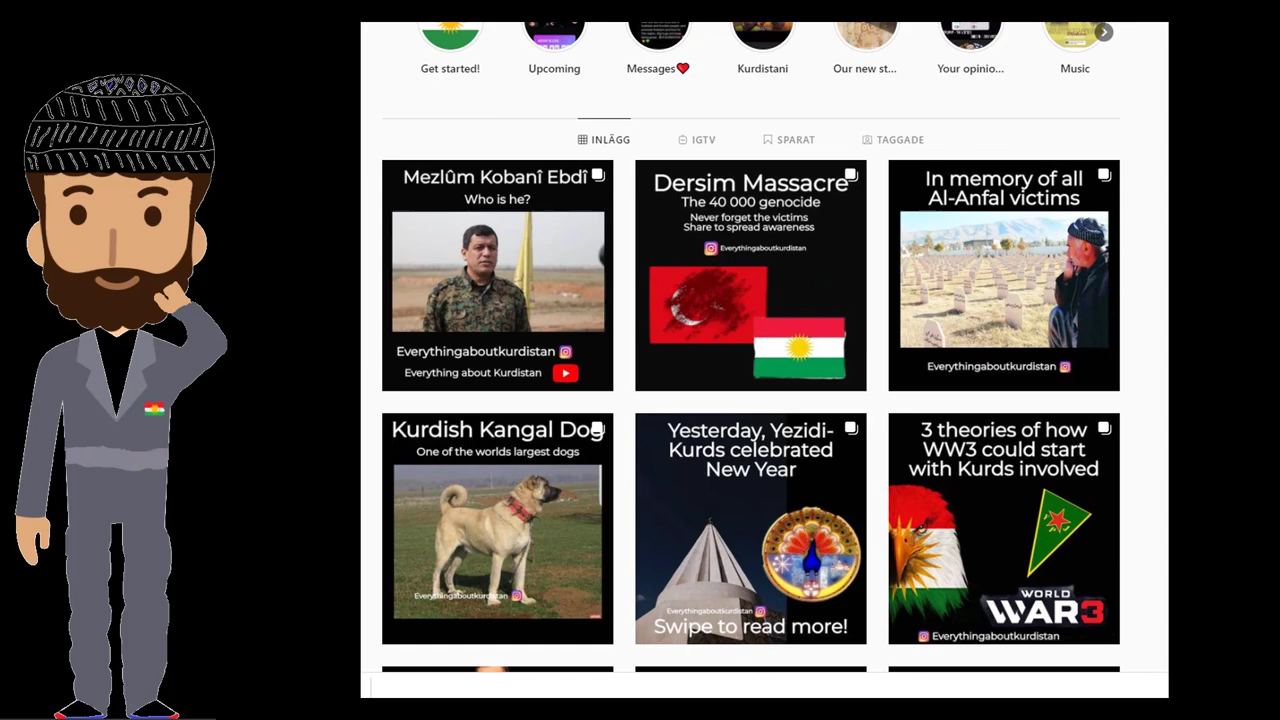 Get started!
Upcoming
Messages❤️
Kurdistani
Our new st...
Your opinio...
Music
INLÄGG
IGTV
SPARAT
TAGGADE
Mezlûm Kobanî Ebdî
Who is he?
Everythingaboutkurdistan
Everything about Kurdistan
Dersim Massacre
The 40 000 genocide
Never forget the victims
Share to spread awareness
Everythingaboutkurdistan
In memory of all
Al-Anfal victims
Everythingaboutkurdistan
Kurdish Kangal Dog
One of the worlds largest dogs
Everythingaboutkurdistan
Yesterday, Yezidi-
Kurds celebrated
New Year
Everythingaboutkurdistan
Swipe to read more!
3 theories of how
WW3 could start
with Kurds involved
WORLD
WAR3
Everythingaboutkurdistan